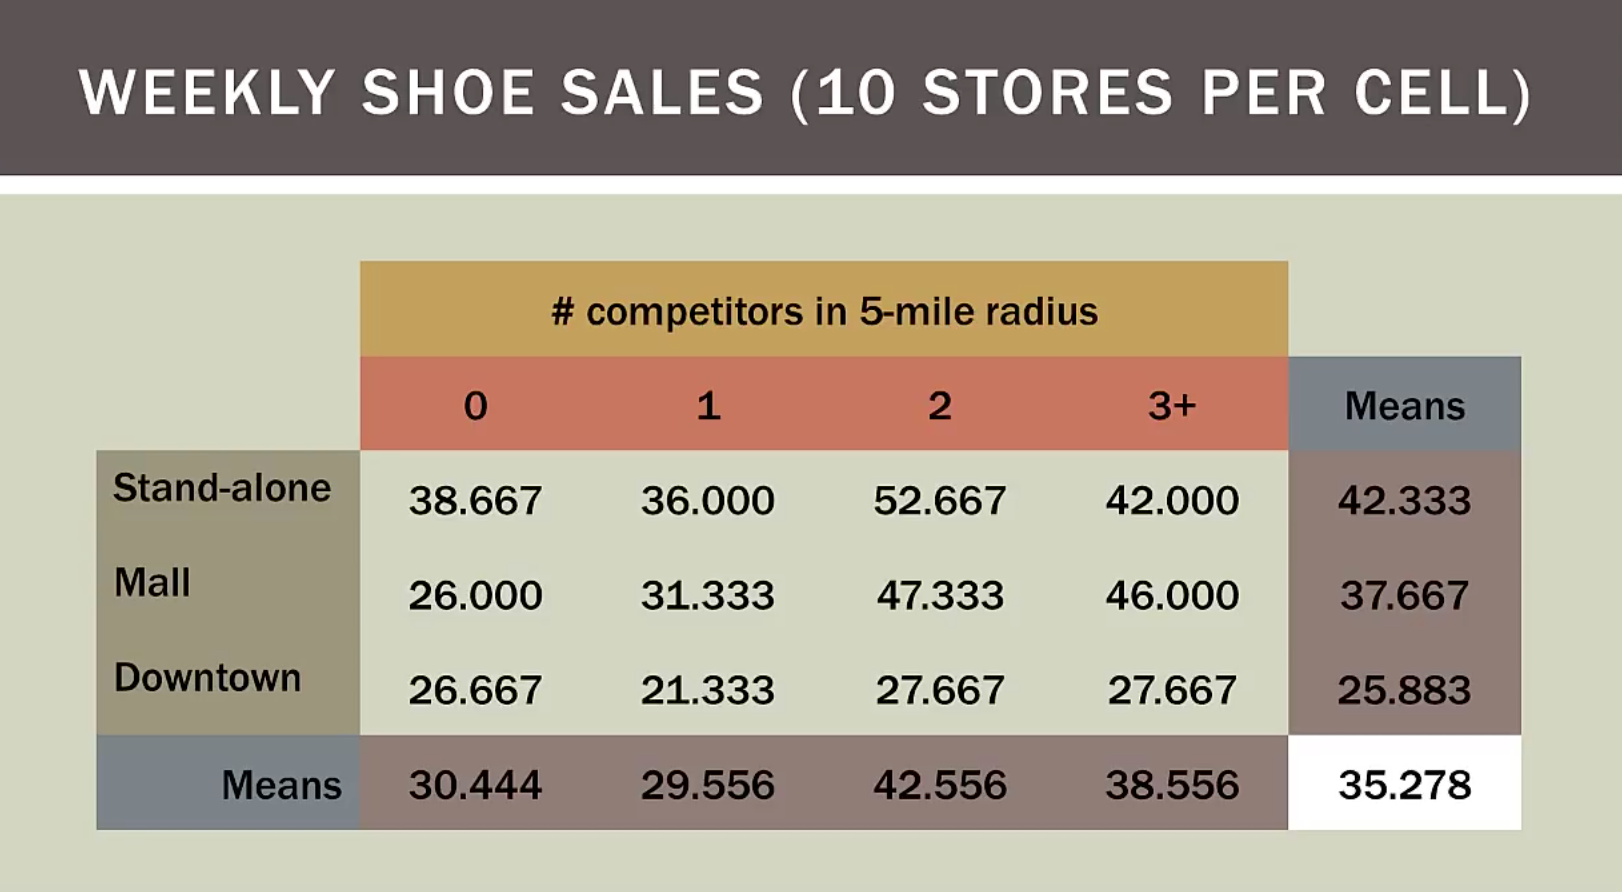 WEEKLY SHOE SALES (10 STORES PER CELL)
# competitors in 5-mile radius
0 1 2 3+ Means
Stand-alone 38.667 36.000 52.667 42.000 42.333
Mall 26.000 31.333 47.333 46.000 37.667
Downtown 26.667 21.333 27.667 27.667 25.883
Means 30.444 29.556 42.556 38.556 35.278